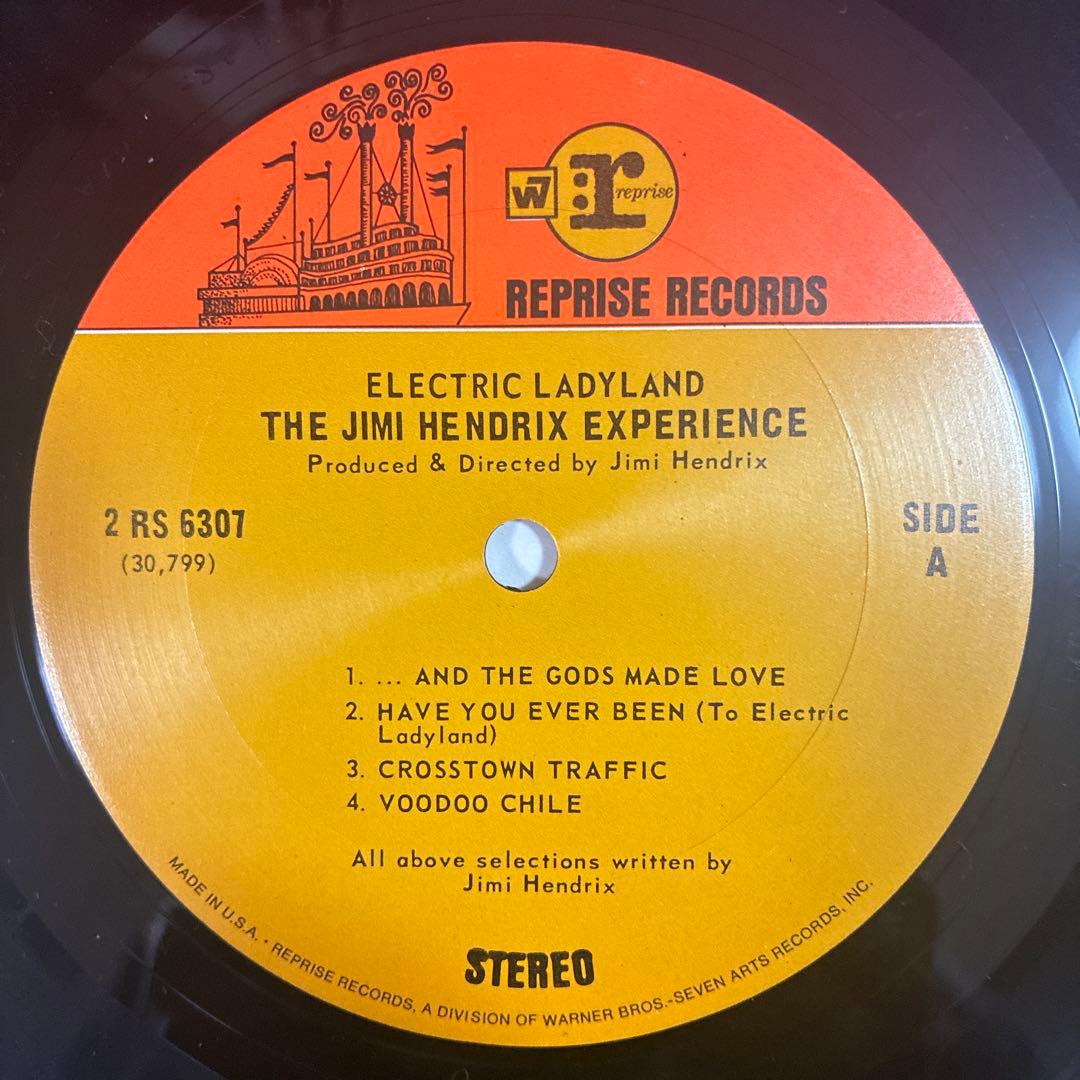 W7 r reprise
REPRISE RECORDS
ELECTRIC LADYLAND
THE JIMI HENDRIX EXPERIENCE
Produced & Directed by Jimi Hendrix
2 RS 6307
(30,799)
SIDE
A
1. ... AND THE GODS MADE LOVE
2. HAVE YOU EVER BEEN (To Electric
Ladyland)
3. CROSSTOWN TRAFFIC
4. VOODOO CHILE
All above selections written by
Jimi Hendrix
STEREO
MADE IN U.S.A. • REPRISE RECORDS, A DIVISION OF WARNER BROS.-SEVEN ARTS RECORDS, INC.